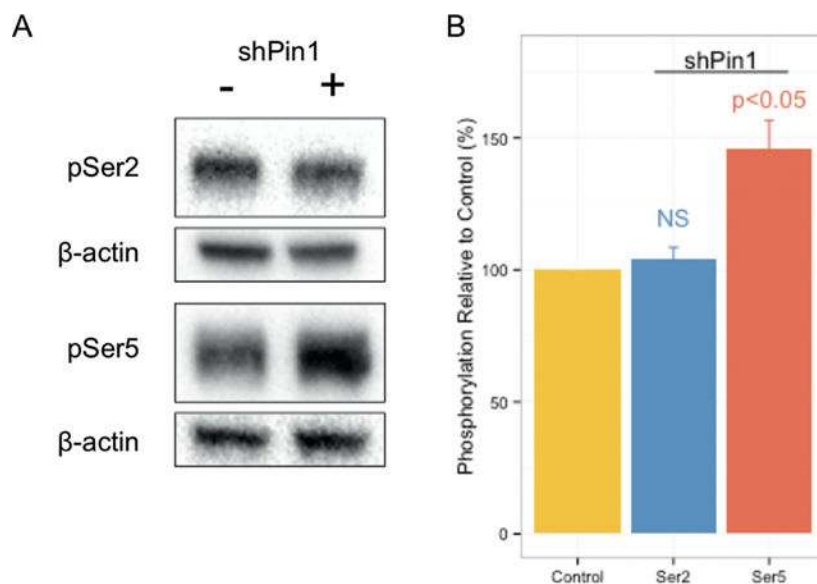 A
shPin1
- +
pSer2
β-actin
pSer5
β-actin
B
shPin1
p<0.05
NS
Phosphorylation Relative to Control (%)
150
100
50
0
Control Ser2 Ser5